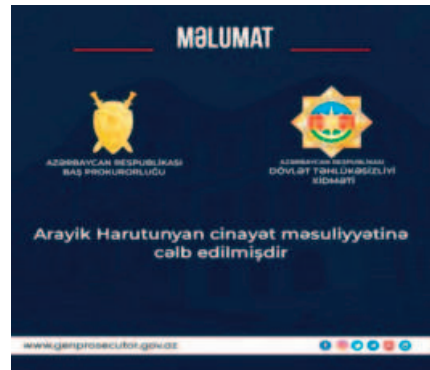 MƏLUMAT
AZƏRBAYCAN RESPUBLİKASI
BAŞ PROKURORLUĞU
AZƏRBAYCAN RESPUBLİKASI
DÖVLƏT TƏHLÜKƏSİZLİYİ
XİDMƏTİ
Arayik Harutunyan cinayət məsuliyyətinə
cəlb edilmişdir
www.genprosecutor.gov.az